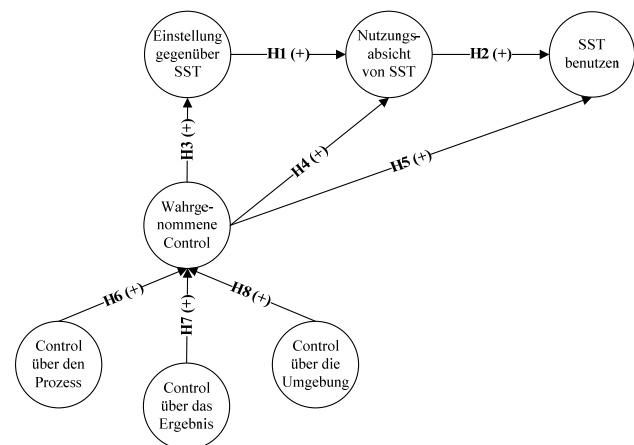 Einstellung
gegenüber
SST
H1 (+)
Nutzungs-
absicht
von SST
H2 (+)
SST
benutzen
H3 (+)
H4 (+)
H5 (+)
Wahrge-
nommene
Control
H6 (+)
H7 (+)
H8 (+)
Control
über den
Prozess
Control
über das
Ergebnis
Control
über die
Umgebung